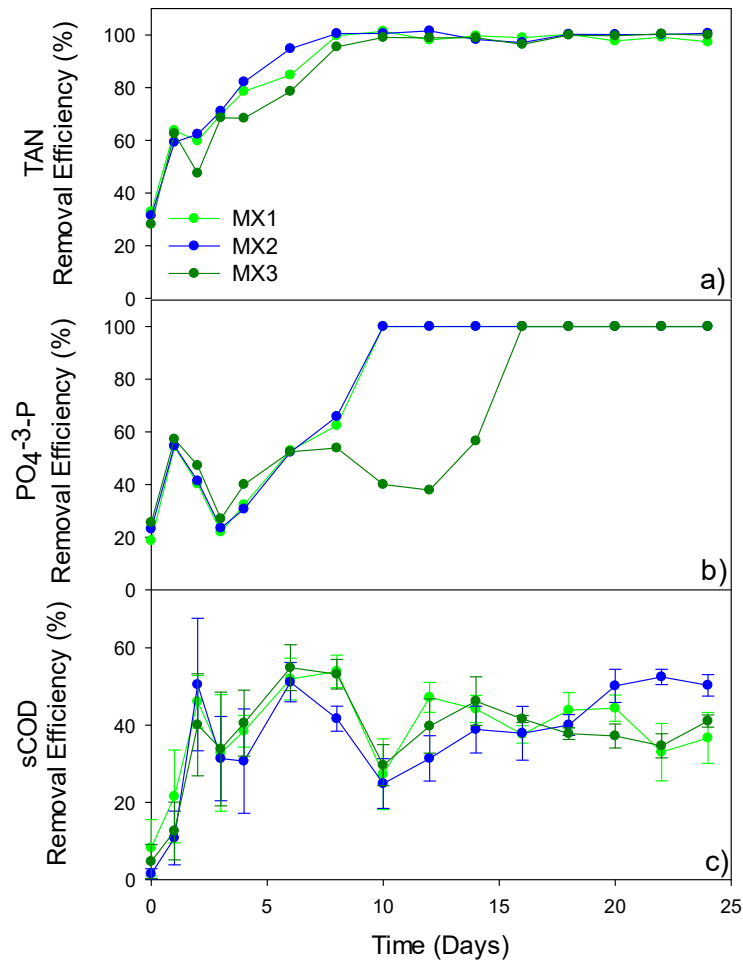 TAN
Removal Efficiency (%)
100
80
60
40
20
0
MX1
MX2
MX3
a)
PO4-3-P
Removal Efficiency (%)
100
80
60
40
20
0
b)
sCOD
Removal Efficiency (%)
60
40
20
0
c)
0 5 10 15 20 25
Time (Days)